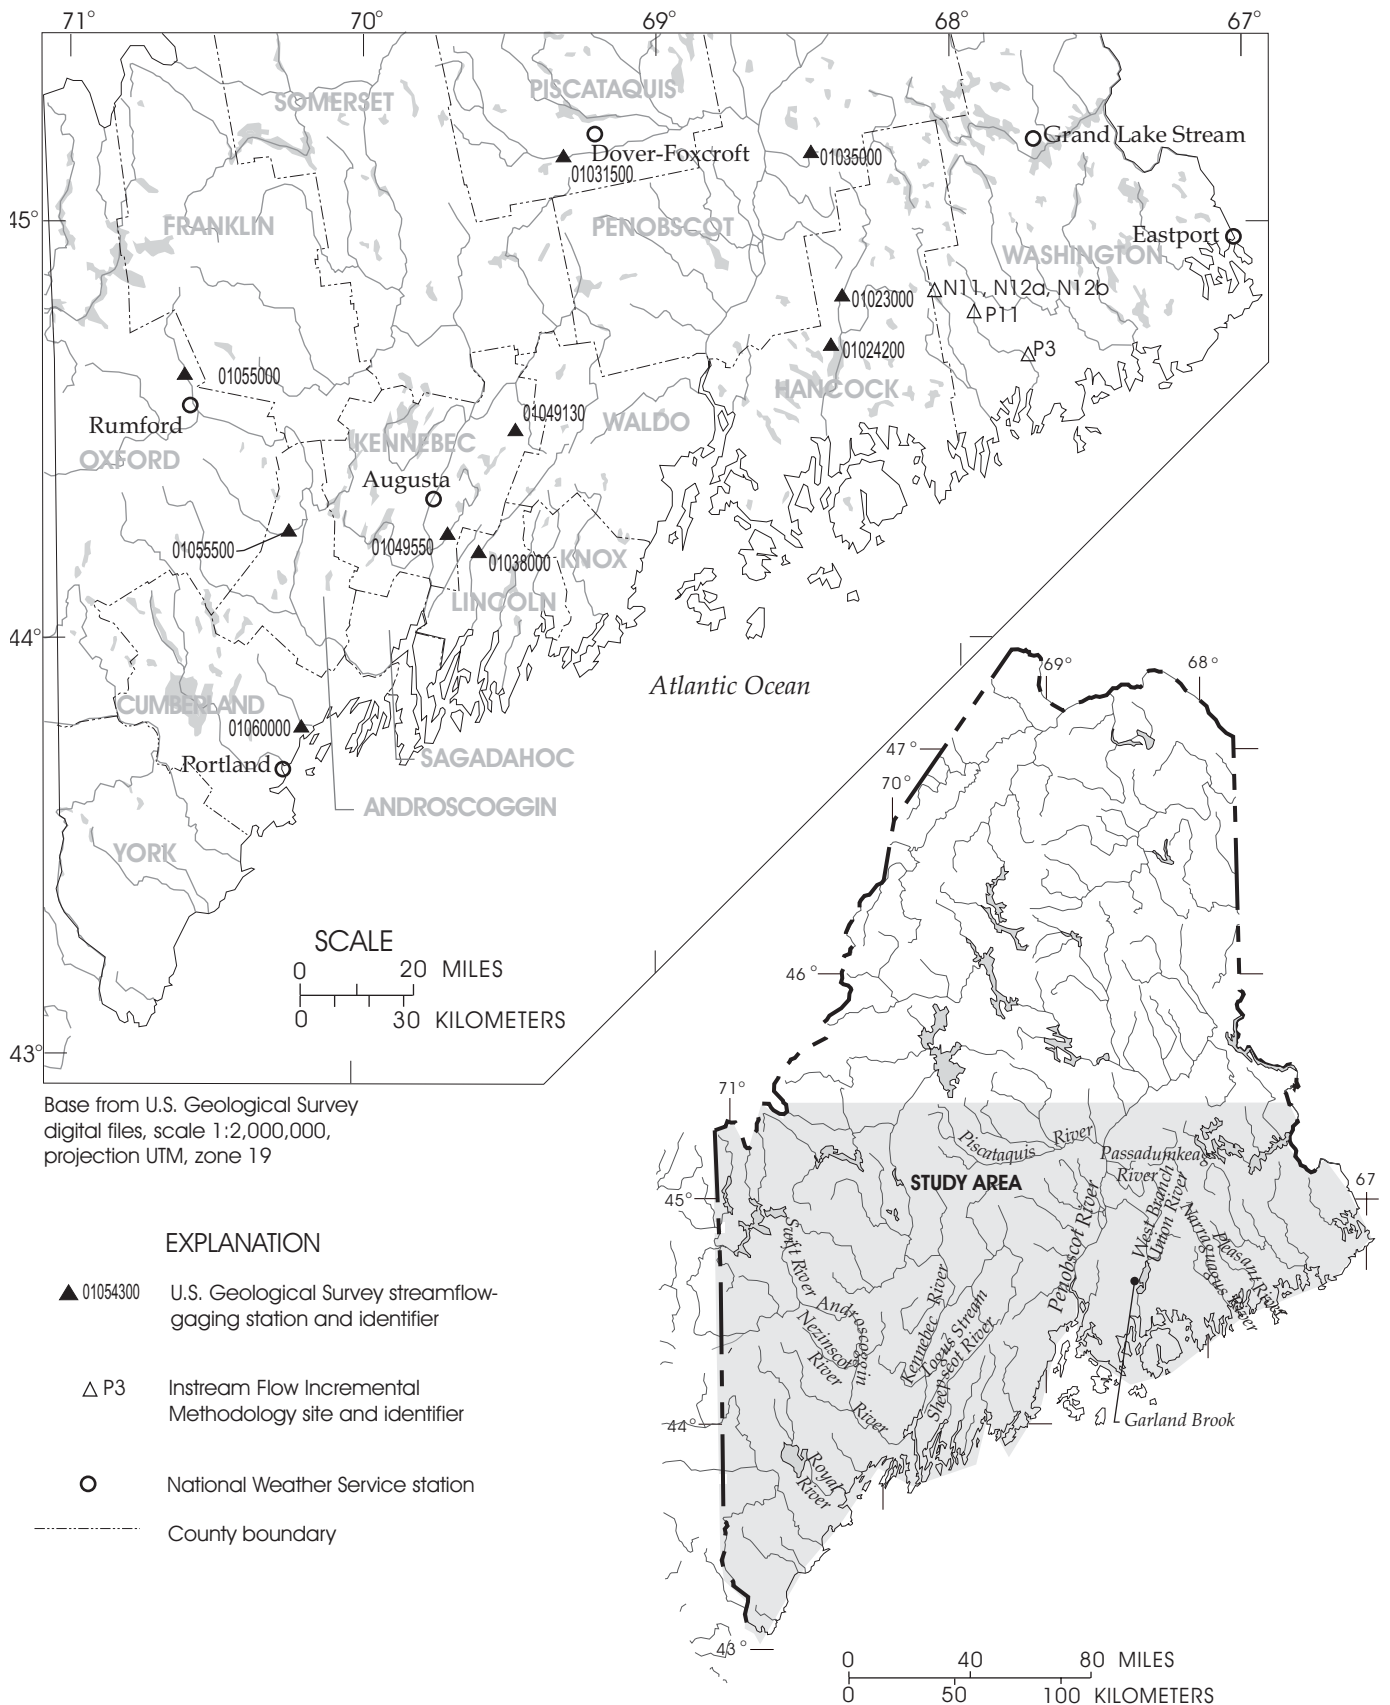 71° 70° 69° 68° 67°
PISCATAQUIS
SOMERSET
Grand Lake Stream
Dover-Foxcroft
01035000
01031500
45°
FRANKLIN
PENOBSCOT
Eastport
WASHINGTON
N11, N12a, N12b
01023000
P11
01024200
P3
01055000
HANCOCK
01049130
Rumford
WALDO
KENNEBEC
OXFORD
Augusta
01055500
01049550
01038000
KNOX
LINCOLN
44°
Atlantic Ocean
CUMBERLAND
01060000
Portland
SAGADAHOC
ANDROSCOGGIN
YORK
SCALE
0 20 MILES
0 30 KILOMETERS
43°
Base from U.S. Geological Survey
digital files, scale 1:2,000,000,
projection UTM, zone 19
EXPLANATION
01054300
U.S. Geological Survey streamflow-
gaging station and identifier
P3
Instream Flow Incremental
Methodology site and identifier
National Weather Service station
County boundary
69°
68°
47°
70°
46°
71°
Piscataquis River
Passadumkeag
River
STUDY AREA
67
45°
West Branch
Union River
Penobscot River
Narraguagus River
Pleasant River
Swift River
Androscoggin
River
Nezinscot
River
Kennebec River
Togus Stream
Sheepscot River
44°
Garland Brook
Royal
River
43°
0 40 80 MILES
0 50 100 KILOMETERS